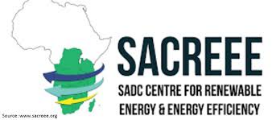 SACREEE
SADC CENTRE FOR RENEWABLE
ENERGY & ENERGY EFFICIENCY
Source: www.sacreee.org